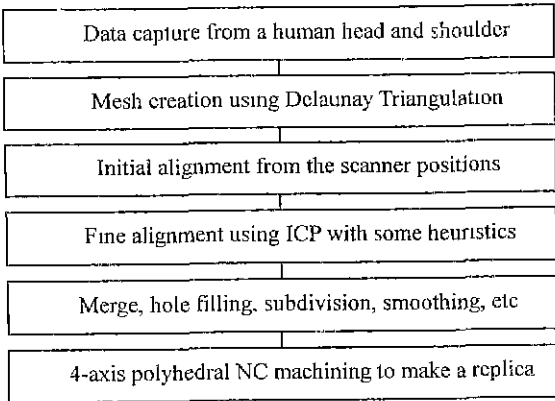 Data capture from a human head and shoulder
Mesh creation using Delaunay Triangulation
Initial alignment from the scanner positions
Fine alignment using ICP with some heuristics
Merge, hole filling, subdivision, smoothing, etc
4-axis polyhedral NC machining to make a replica